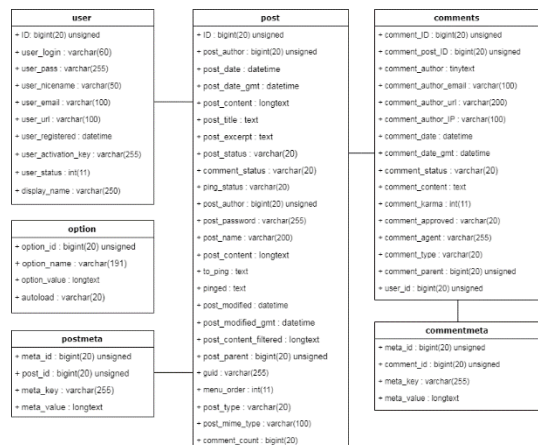 user
+ ID: bigint(20) unsigned
+ user_login : varchar(60)
+ user_pass : varchar(255)
+ user_nicename : varchar(50)
+ user_email : varchar(100)
+ user_url : varchar(100)
+ user_registered : datetime
+ user_activation_key : varchar(255)
+ user_status : int(11)
+ display_name : varchar(250)
option
+ option_id : bigint(20) unsigned
+ option_name : varchar(191)
+ option_value : longtext
+ autoload : varchar(20)
postmeta
+ meta_id : bigint(20) unsigned
+ post_id : bigint(20) unsigned
+ meta_key : varchar(255)
+ meta_value : longtext
post
+ ID : bigint(20) unsigned
+ post_author : bigint(20) unsigned
+ post_date : datetime
+ post_date_gmt : datetime
+ post_content : longtext
+ post_title : text
+ post_excerpt : text
+ post_status : varchar(20)
+ comment_status : varchar(20)
+ ping_status : varchar(20)
+ post_author : bigint(20) unsigned
+ post_password : varchar(255)
+ post_name : varchar(200)
+ post_content : longtext
+ to_ping : text
+ pinged : text
+ post_modified : datetime
+ post_modified_gmt : datetime
+ post_content_filtered : longtext
+ post_parent : bigint(20) unsigned
+ guid : varchar(255)
+ menu_order : int(11)
+ post_type : varchar(20)
+ post_mime_type : varchar(100)
+ comment_count : bigint(20)
comments
+ comment_ID : bigint(20) unsigned
+ comment_post_ID : bigint(20) unsigned
+ comment_author : tinytext
+ comment_author_email : varchar(100)
+ comment_author_url : varchar(200)
+ comment_author_IP : varchar(100)
+ comment_date : datetime
+ comment_date_gmt : datetime
+ comment_status : varchar(20)
+ comment_content : text
+ comment_karma : int(11)
+ comment_approved : varchar(20)
+ comment_agent : varchar(255)
+ comment_type : varchar(20)
+ comment_parent : bigint(20) unsigned
+ user_id : bigint(20) unsigned
commentmeta
+ meta_id : bigint(20) unsigned
+ comment_id : bigint(20) unsigned
+ meta_key : varchar(255)
+ meta_value : longtext